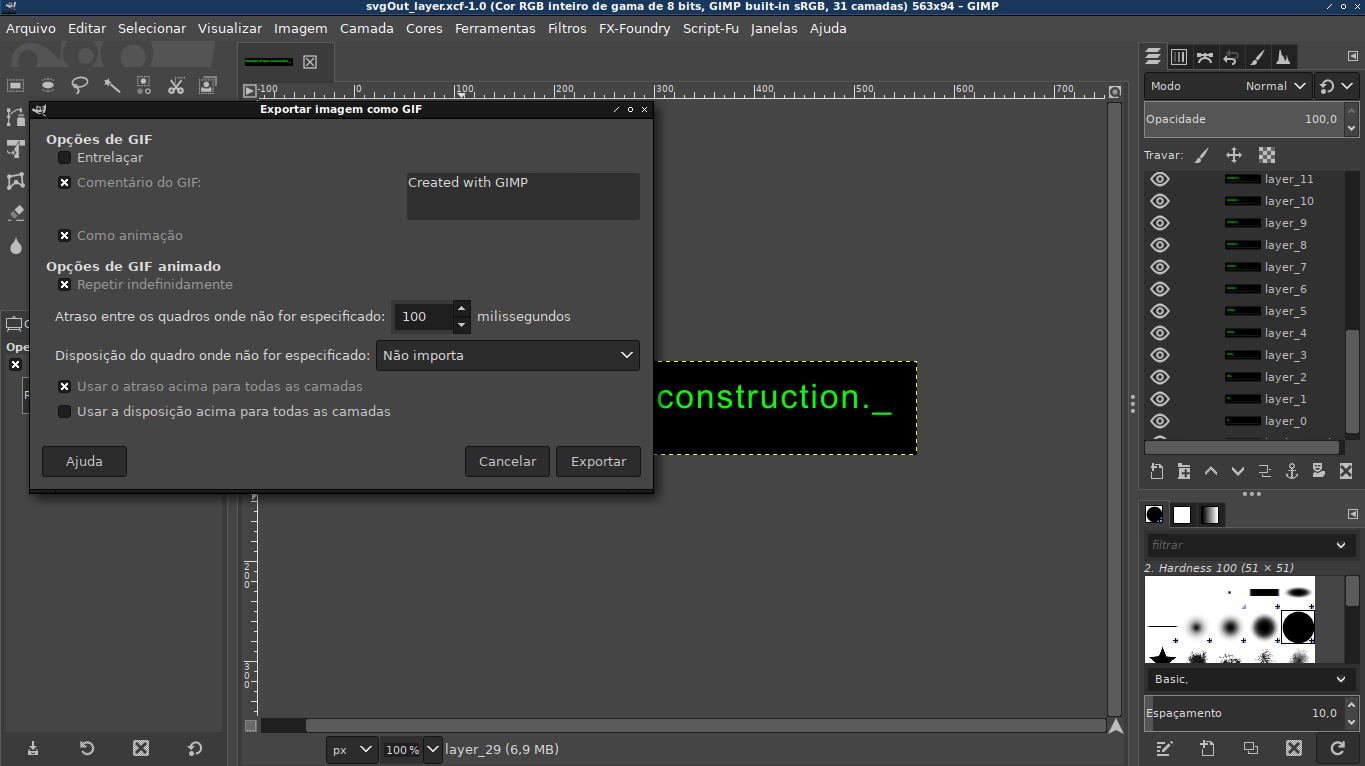 svgOut_layer.xcf-1.0 (Cor RGB inteiro de gama de 8 bits, GIMP built-in sRGB, 31 camadas) 563x94 – GIMP
Arquivo Editar Selecionar Visualizar Imagem Camada Cores Ferramentas Filtros FX-Foundry Script-Fu Janelas Ajuda
-100 0 100 200 300 400 500 600 700
Exportar imagem como GIF
Opções de GIF
Entrelaçar
Comentário do GIF:
Created with GIMP
Como animação
Opções de GIF animado
Repetir indefinidamente
Atraso entre os quadros onde não for especificado: 100 milissegundos
Disposição do quadro onde não for especificado: Não importa
Usar o atraso acima para todas as camadas
Usar a disposição acima para todas as camadas
Ajuda Cancelar Exportar
construction._
200
300
px 100 % layer_29 (6,9 MB)
Modo Normal
Opacidade 100,0
Travar:
layer_11
layer_10
layer_9
layer_8
layer_7
layer_6
layer_5
layer_4
layer_3
layer_2
layer_1
layer_0
filtrar
2. Hardness 100 (51 × 51)
Basic,
Espaçamento 10,0